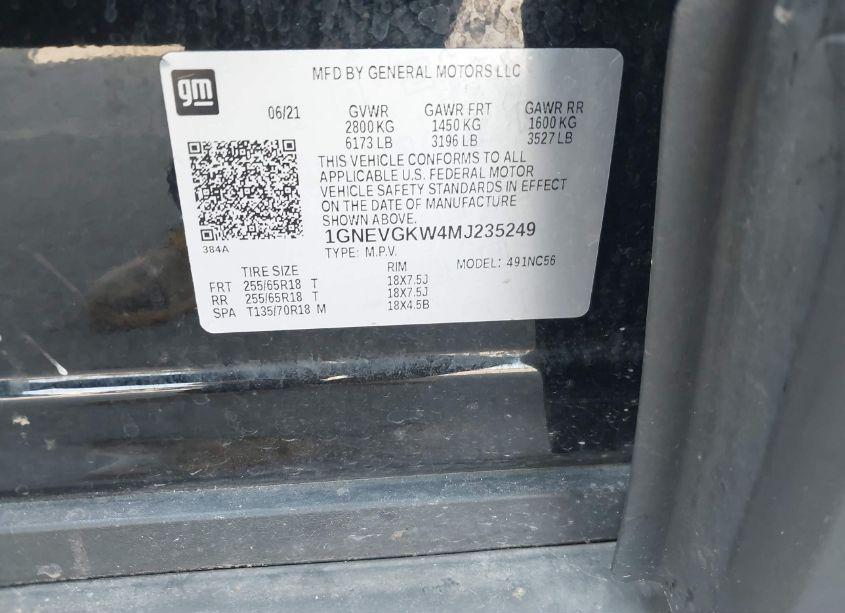 gm
MFD BY GENERAL MOTORS LLC
06/21 GVWR GAWR FRT GAWR RR
2800 KG 1450 KG 1600 KG
6173 LB 3196 LB 3527 LB
THIS VEHICLE CONFORMS TO ALL
APPLICABLE U.S. FEDERAL MOTOR
VEHICLE SAFETY STANDARDS IN EFFECT
ON THE DATE OF MANUFACTURE
SHOWN ABOVE.
384A
1GNEVGKW4MJ235249
TYPE: M.P.V. MODEL: 491NC56
TIRE SIZE RIM
FRT 255/65R18 T 18X7.5J
RR 255/65R18 T 18X7.5J
SPA T135/70R18 M 18X4.5B